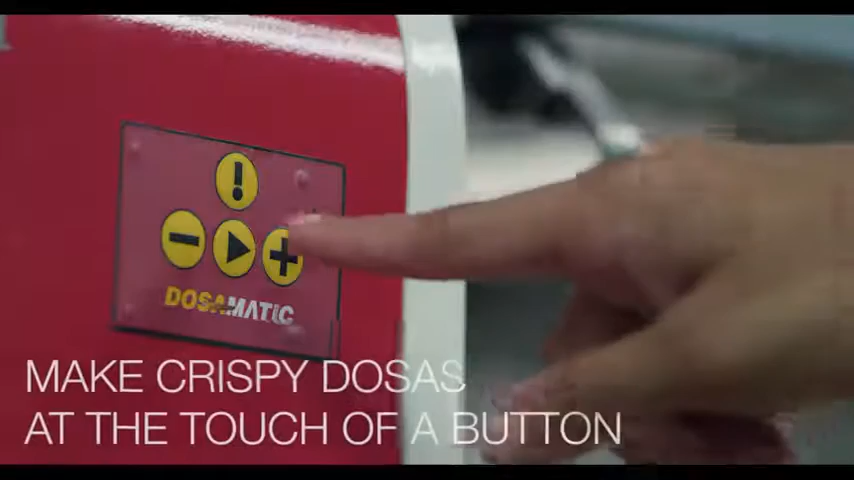 DOSAMATIC
MAKE CRISPY DOSAS
AT THE TOUCH OF A BUTTON